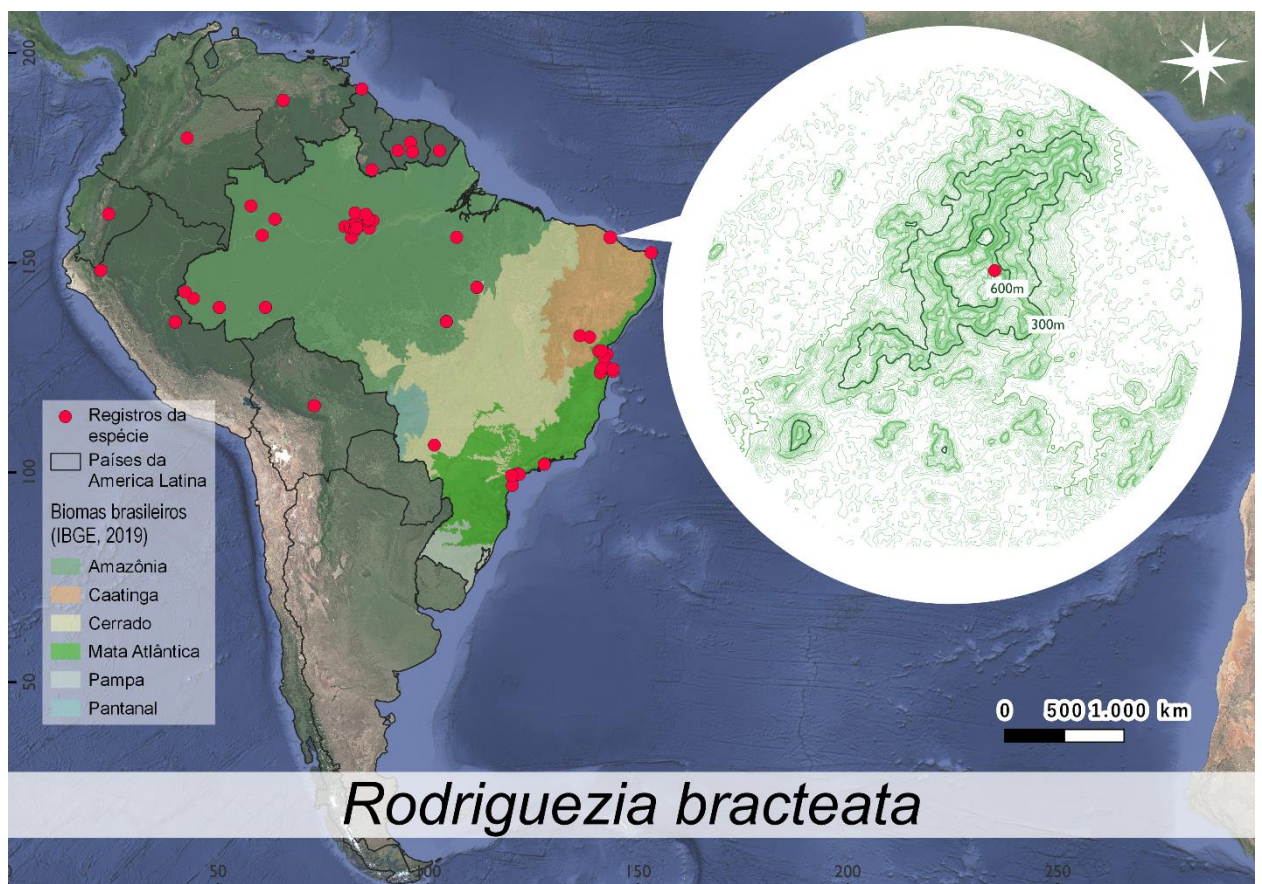 200
150
100
50
600m
300m
Registros da
espécie
Países da
America Latina
Biomas brasileiros
(IBGE, 2019)
Amazônia
Caatinga
Cerrado
Mata Atlântica
Pampa
Pantanal
0 500 1.000 km
Rodriguezia bracteata
0 50 100 150 200 250